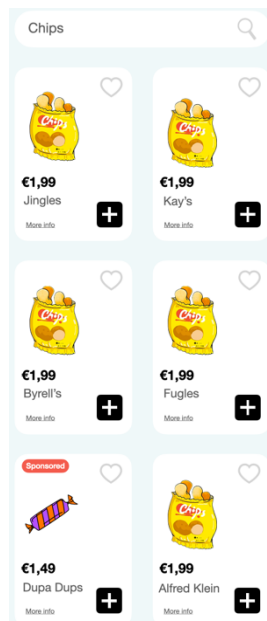 Chips
Chips
Chips
€1,99
€1,99
Jingles
Kay's
More info
More info
Chips
Chips
€1,99
€1,99
Byrell's
Fugles
More info
More info
Sponsored
Chips
€1,49
€1,99
Dupa Dups
Alfred Klein
More info
More info